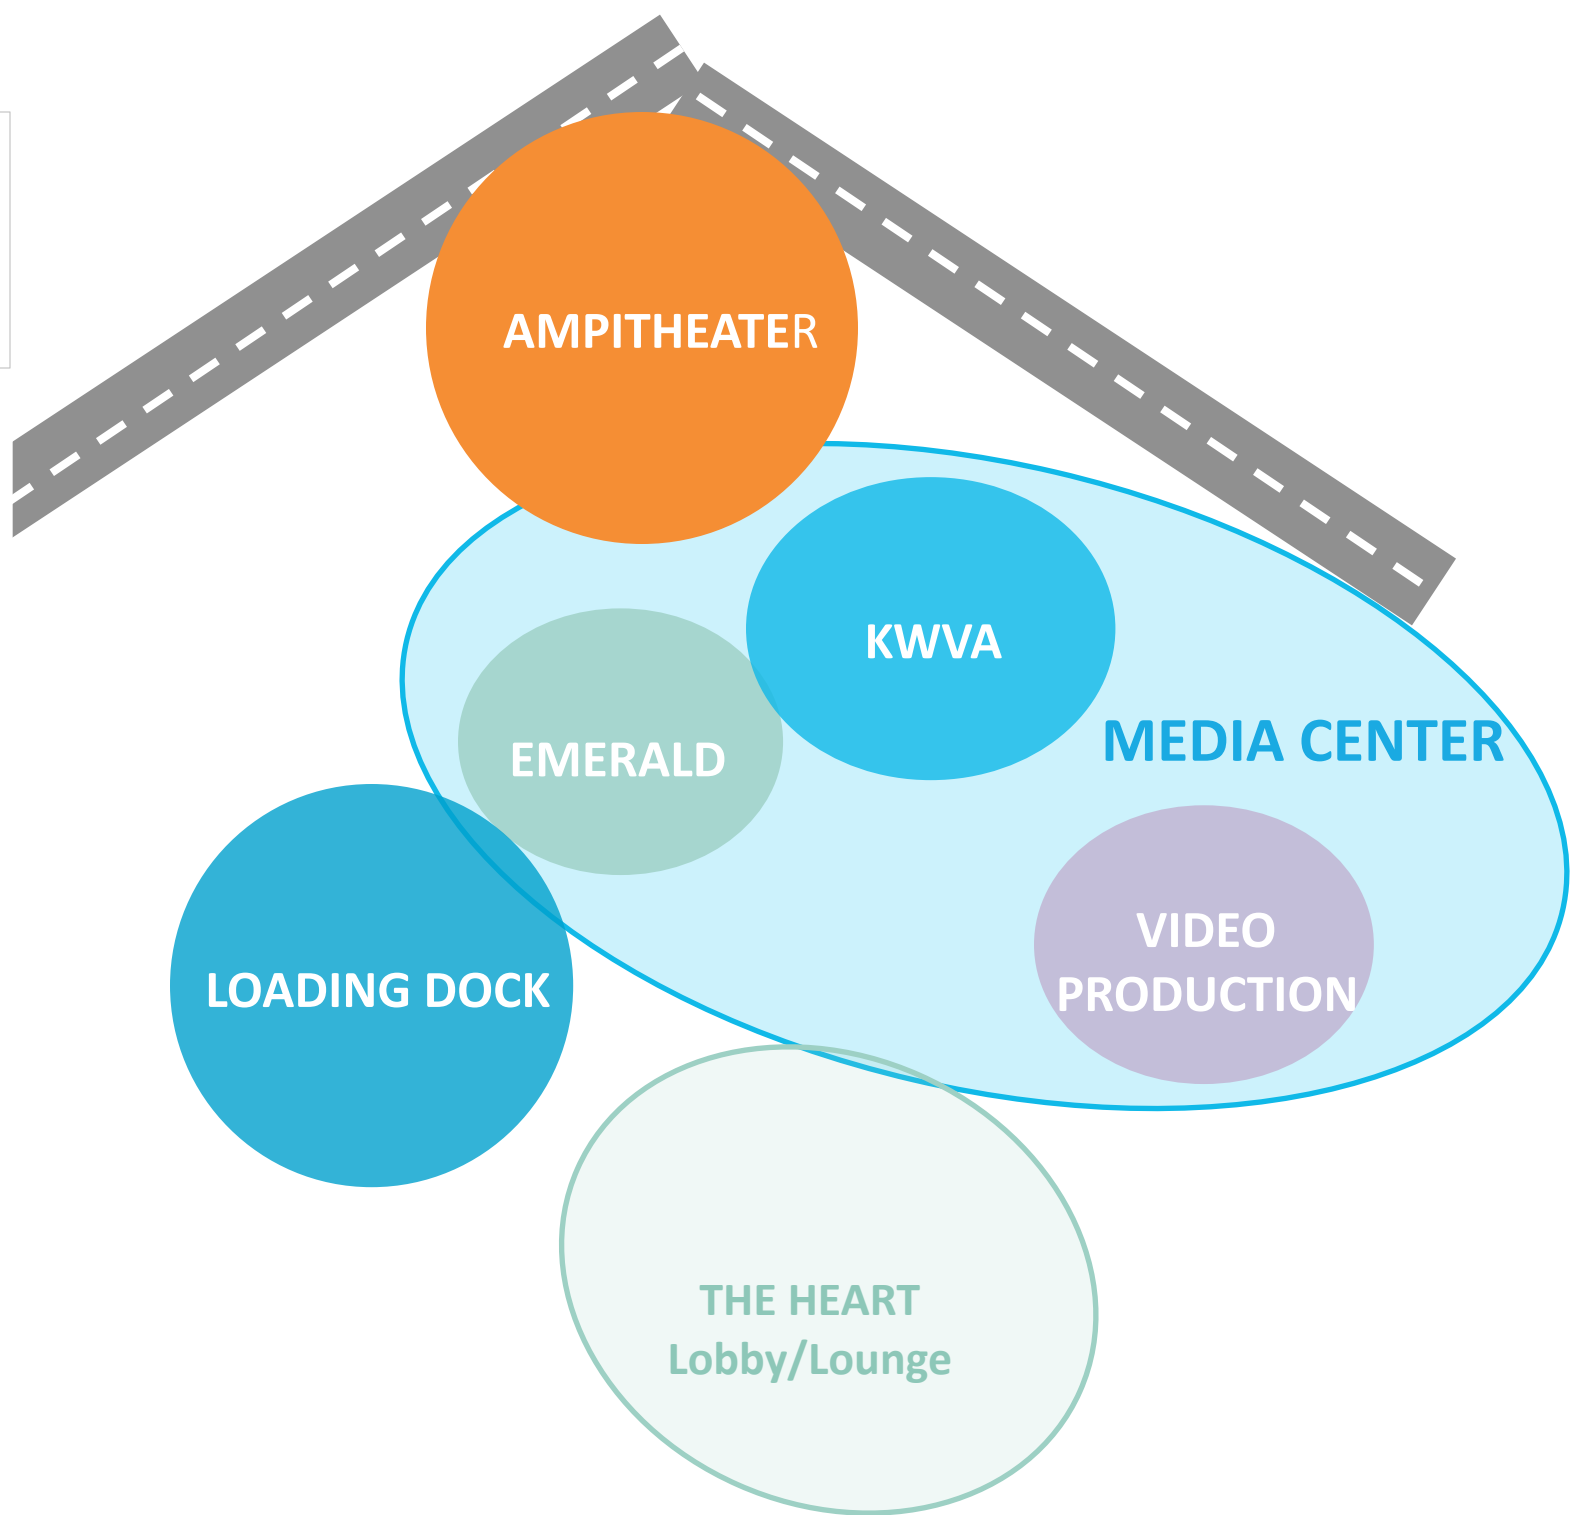 AMPITHEATER
KWVA
MEDIA CENTER
EMERALD
VIDEO
PRODUCTION
LOADING DOCK
THE HEART
Lobby/Lounge